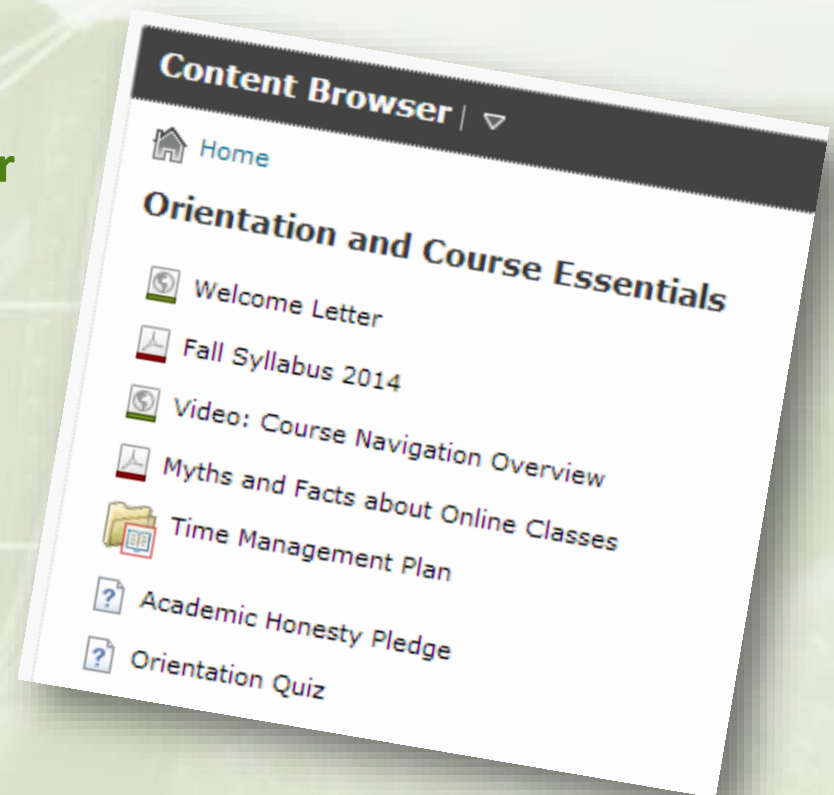 r
Content Browser | ▽
Home
Orientation and Course Essentials
Welcome Letter
Fall Syllabus 2014
Video: Course Navigation Overview
Myths and Facts about Online Classes
Time Management Plan
? Academic Honesty Pledge
? Orientation Quiz